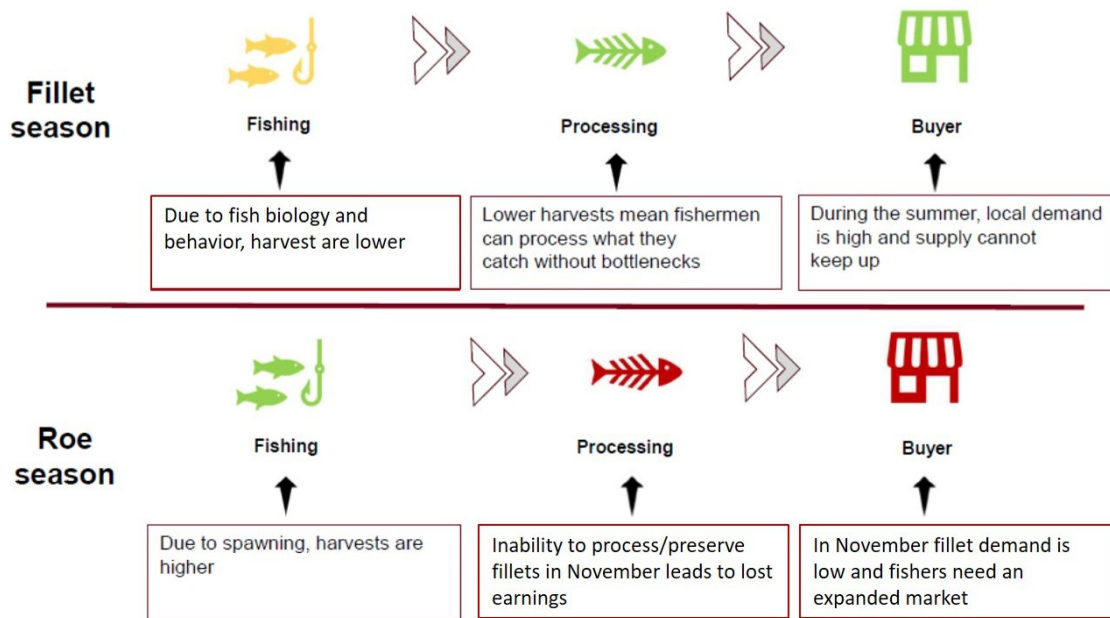 Fillet
season
Fishing
Processing
Buyer
Due to fish biology and
behavior, harvest are lower
Lower harvests mean fishermen
can process what they
catch without bottlenecks
During the summer, local demand
is high and supply cannot
keep up
Roe
season
Fishing
Processing
Buyer
Due to spawning, harvests are
higher
Inability to process/preserve
fillets in November leads to lost
earnings
In November fillet demand is
low and fishers need an
expanded market